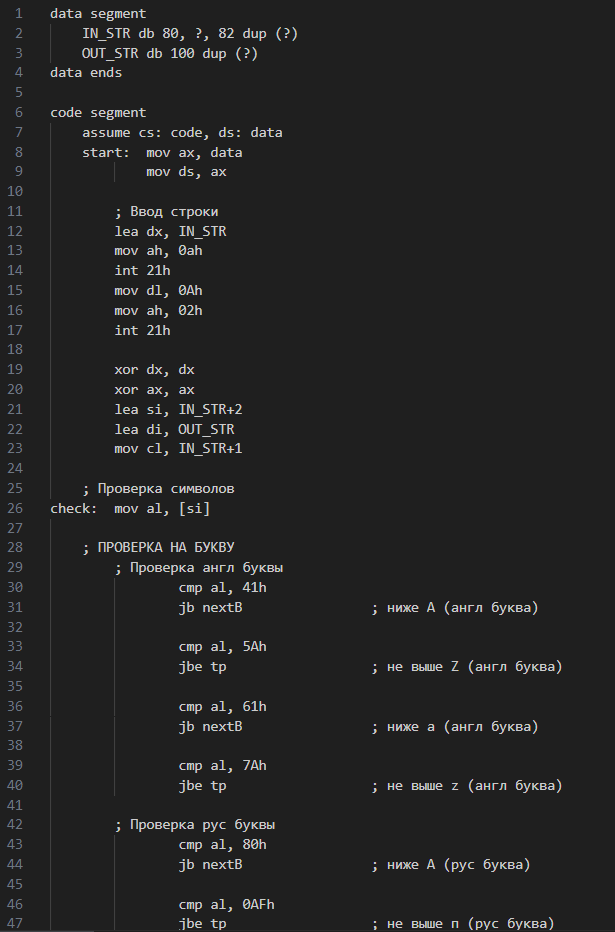 1 data segment
2 IN_STR db 80, ?, 82 dup (?)
3 OUT_STR db 100 dup (?)
4 data ends
5
6 code segment
7 assume cs: code, ds: data
8 start: mov ax, data
9 mov ds, ax
10
11 ; Ввод строки
12 lea dx, IN_STR
13 mov ah, 0ah
14 int 21h
15 mov dl, 0Ah
16 mov ah, 02h
17 int 21h
18
19 xor dx, dx
20 xor ax, ax
21 lea si, IN_STR+2
22 lea di, OUT_STR
23 mov cl, IN_STR+1
24
25 ; Проверка символов
26 check: mov al, [si]
27
28 ; ПРОВЕРКА НА БУКВУ
29 ; Проверка англ буквы
30 cmp al, 41h
31 jb nextB ; ниже A (англ буква)
32
33 cmp al, 5Ah
34 jbe tp ; не выше Z (англ буква)
35
36 cmp al, 61h
37 jb nextB ; ниже a (англ буква)
38
39 cmp al, 7Ah
40 jbe tp ; не выше z (англ буква)
41
42 ; Проверка рус буквы
43 cmp al, 80h
44 jb nextB ; ниже А (рус буква)
45
46 cmp al, 0AFh
47 jbe tp ; не выше п (рус буква)